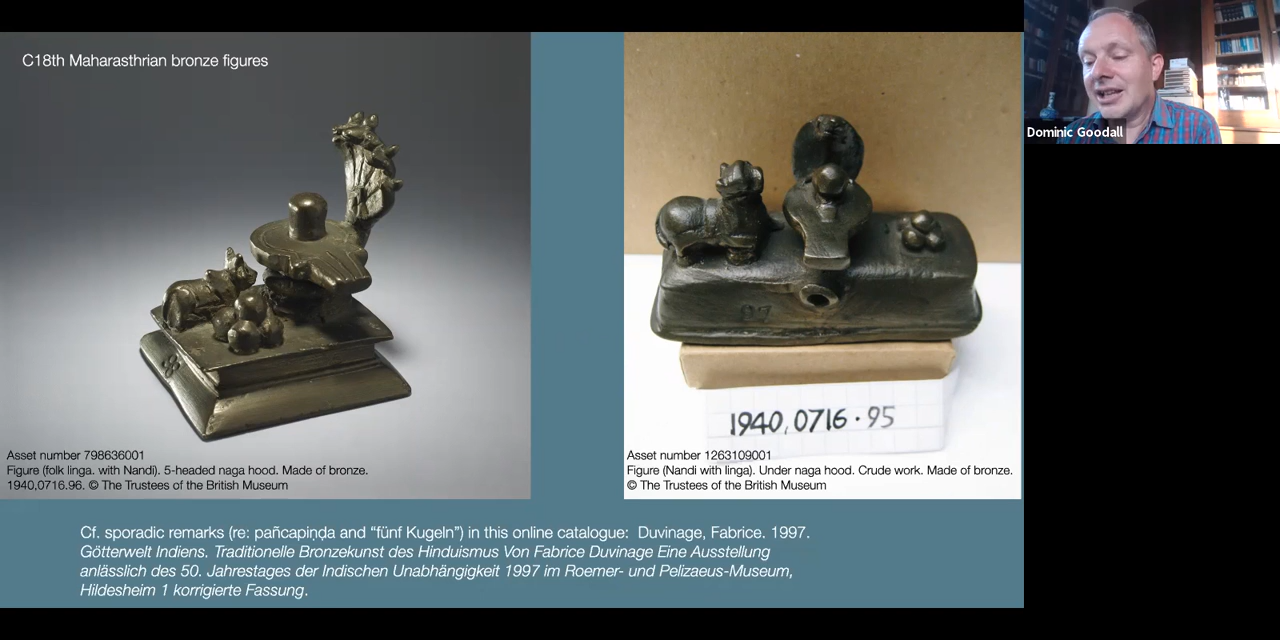 C18th Maharasthrian bronze figures
Dominic Goodall
1940,0716.95
Asset number 798636001
Figure (folk linga. with Nandi). 5-headed naga hood. Made of bronze.
1940,0716.96. © The Trustees of the British Museum
Asset number 1263109001
Figure (Nandi with linga). Under naga hood. Crude work. Made of bronze.
© The Trustees of the British Museum
Cf. sporadic remarks (re: pañcapiṇḍa and “fünf Kugeln”) in this online catalogue: Duvinage, Fabrice. 1997.
Götterwelt Indiens. Traditionelle Bronzekunst des Hinduismus Von Fabrice Duvinage Eine Ausstellung
anlässlich des 50. Jahrestages der Indischen Unabhängigkeit 1997 im Roemer- und Pelizaeus-Museum,
Hildesheim 1 korrigierte Fassung.